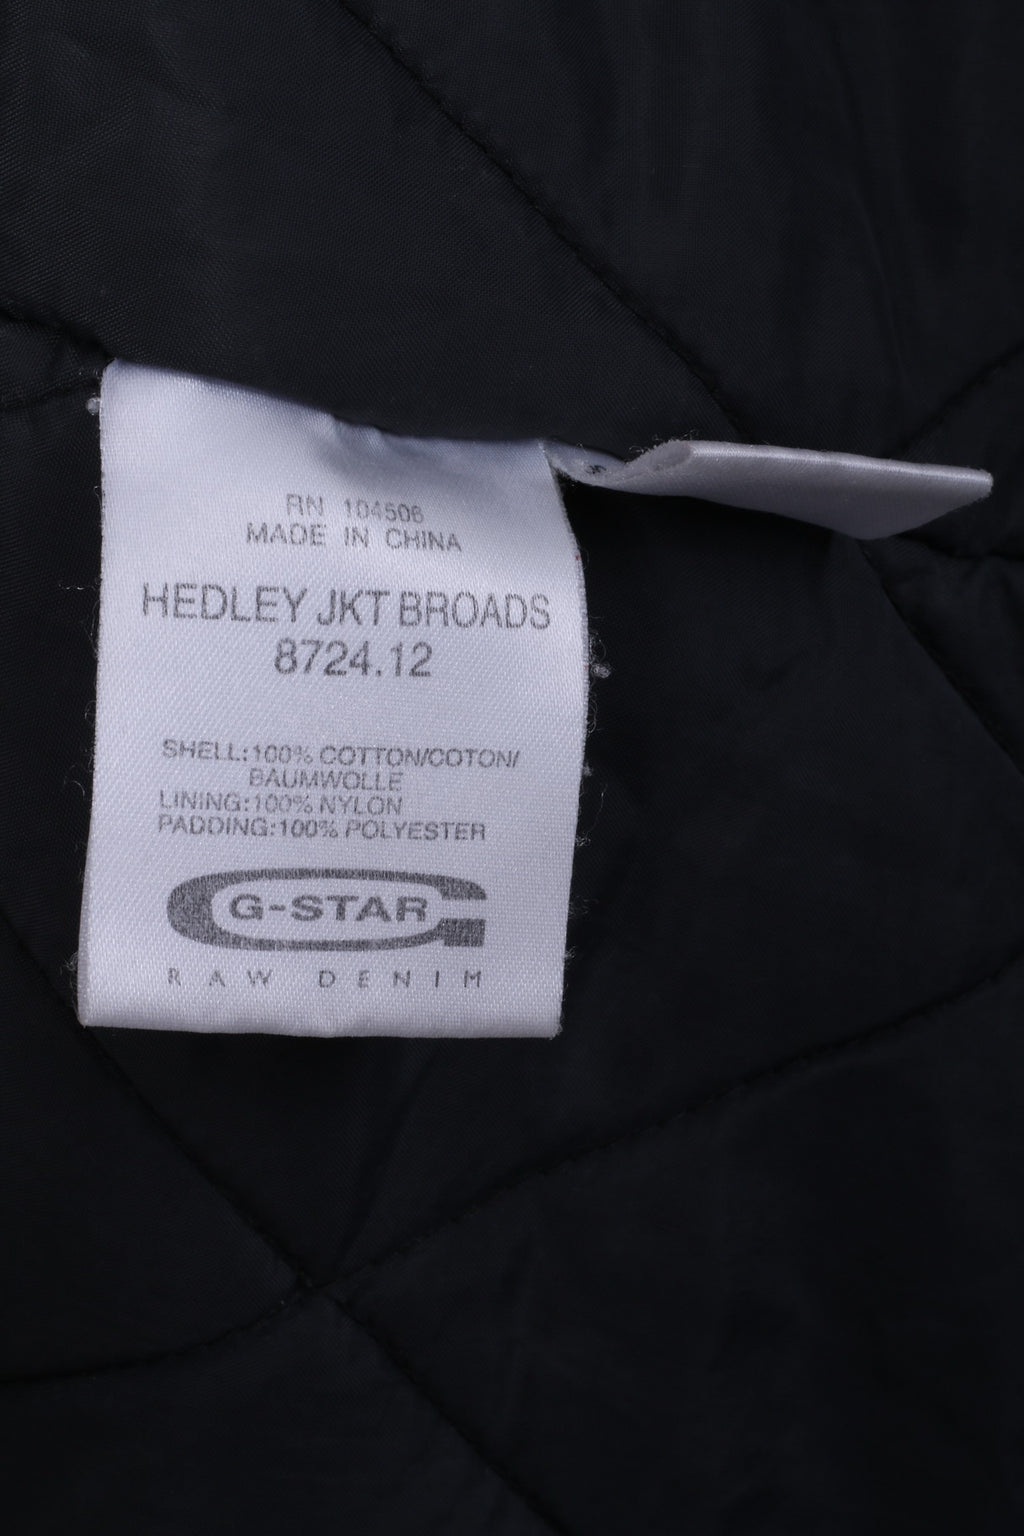 RN 104506
MADE IN CHINA
HEDLEY JKT BROADS
8724.12
SHELL:100% COTTON/COTON/
BAUMWOLLE
LINING:100% NYLON
PADDING:100% POLYESTER
G-STAR
RAW DENIM